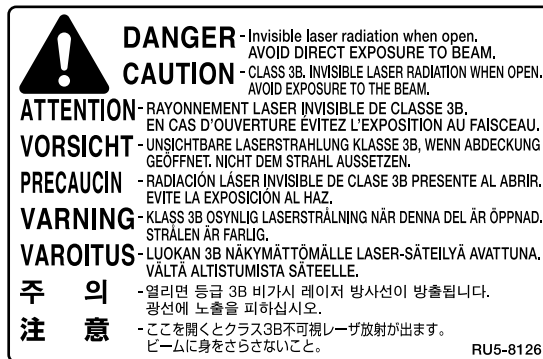 DANGER - Invisible laser radiation when open.
AVOID DIRECT EXPOSURE TO BEAM.
CAUTION - CLASS 3B. INVISIBLE LASER RADIATION WHEN OPEN.
AVOID EXPOSURE TO THE BEAM.
ATTENTION - RAYONNEMENT LASER INVISIBLE DE CLASSE 3B.
EN CAS D'OUVERTURE ÉVITEZ L'EXPOSITION AU FAISCEAU.
VORSICHT - UNSICHTBARE LASERSTRAHLUNG KLASSE 3B, WENN ABDECKUNG
GEÖFFNET. NICHT DEM STRAHL AUSSETZEN.
PRECAUCIN - RADIACIÓN LÁSER INVISIBLE DE CLASE 3B PRESENTE AL ABRIR.
EVITE LA EXPOSICIÓN AL HAZ.
VARNING - KLASS 3B OSYNLIG LASERSTRÅLNING NÄR DENNA DEL ÄR ÖPPNAD.
STRÅLEN ÄR FARLIG.
VAROITUS - LUOKAN 3B NÄKYMÄTTÖMÄLLE LASER-SÄTEILYÄ AVATTUNA.
VÄLTÄ ALTISTUMISTA SÄTEELLE.
주 의 - 열리면 등급 3B 비가시 레이저 방사선이 방출됩니다.
광선에 노출을 피하십시오.
注 意 - ここを開くとクラス3B不可視レーザ放射が出ます。
ビームに身をさらさないこと。
RU5-8126